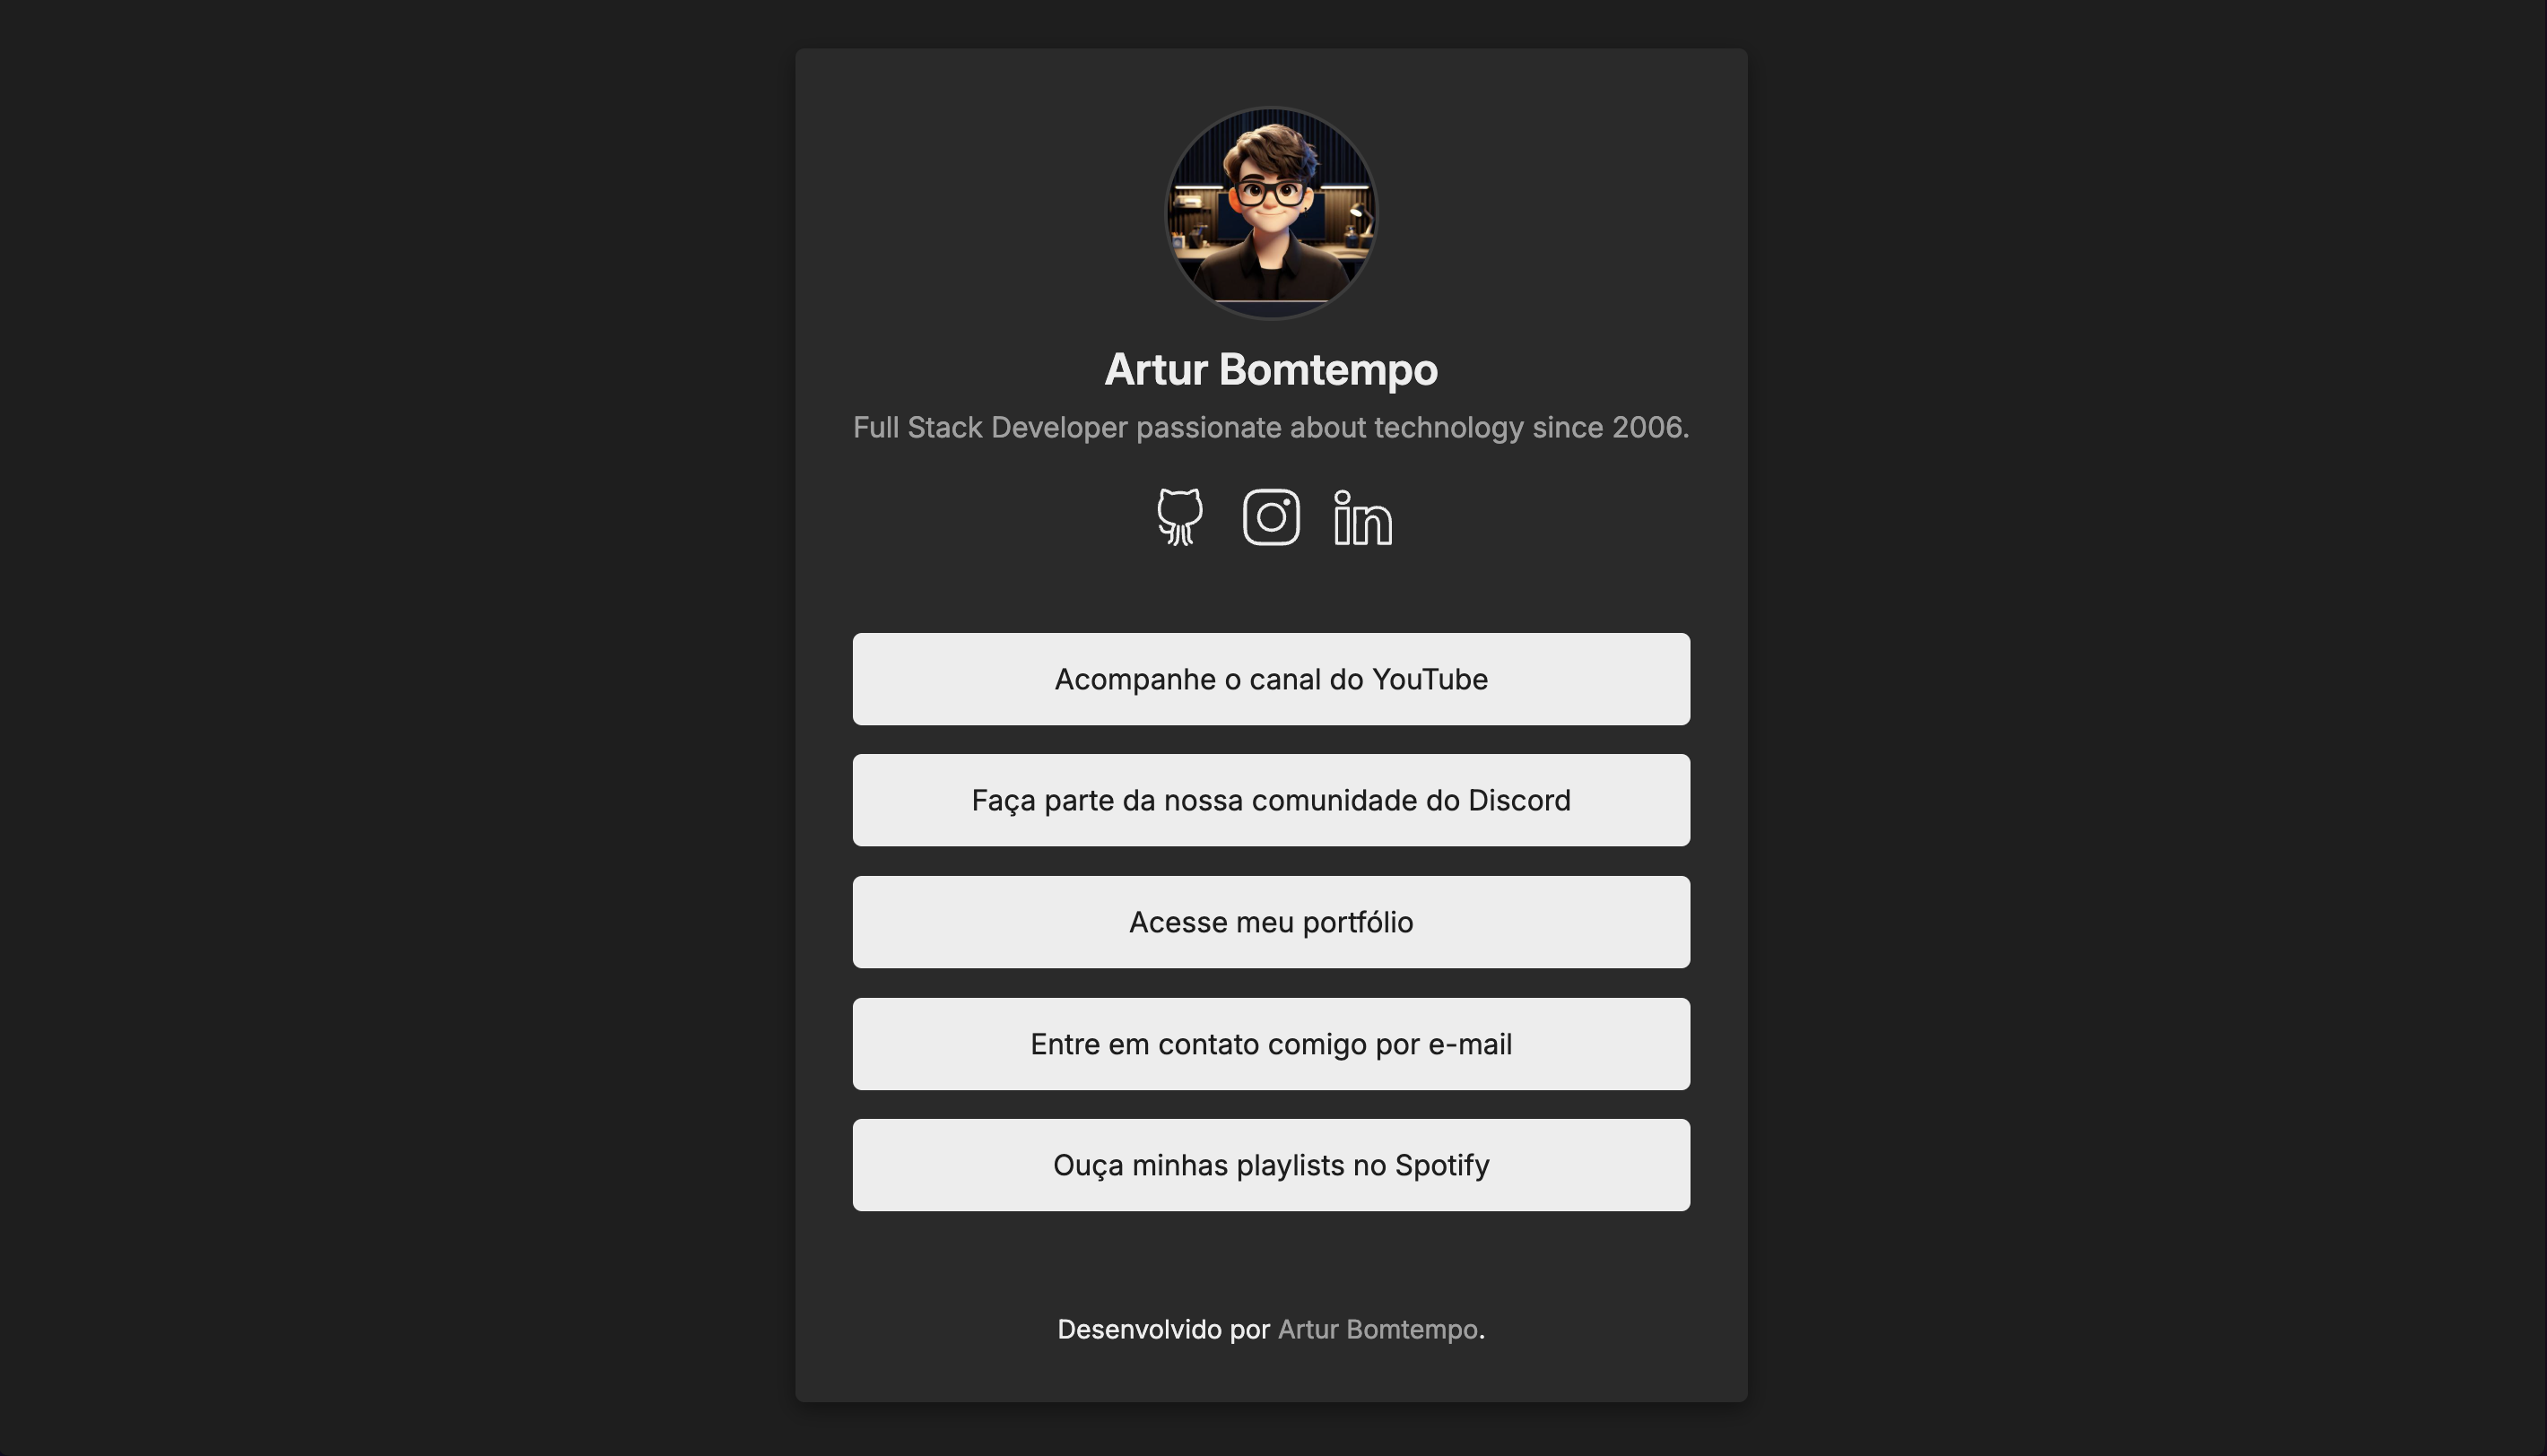 Artur Bomtempo
Full Stack Developer passionate about technology since 2006.
Acompanhe o canal do YouTube
Faça parte da nossa comunidade do Discord
Acesse meu portfólio
Entre em contato comigo por e-mail
Ouça minhas playlists no Spotify
Desenvolvido por Artur Bomtempo.